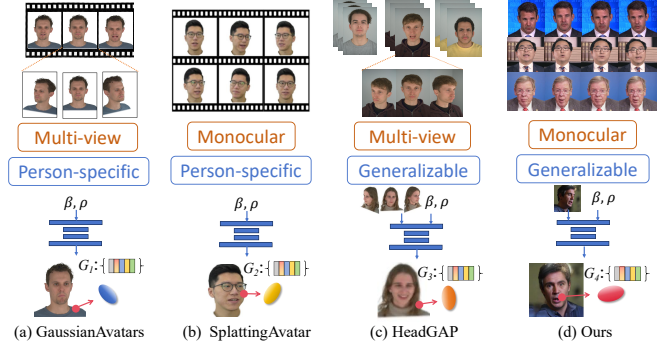 Multi-view
Person-specific
β, ρ
G1:{ }
(a) GaussianAvatars
Monocular
Person-specific
β, ρ
G2:{ }
(b) SplattingAvatar
Multi-view
Generalizable
β, ρ
G3:{ }
(c) HeadGAP
Monocular
Generalizable
β, ρ
G4:{ }
(d) Ours